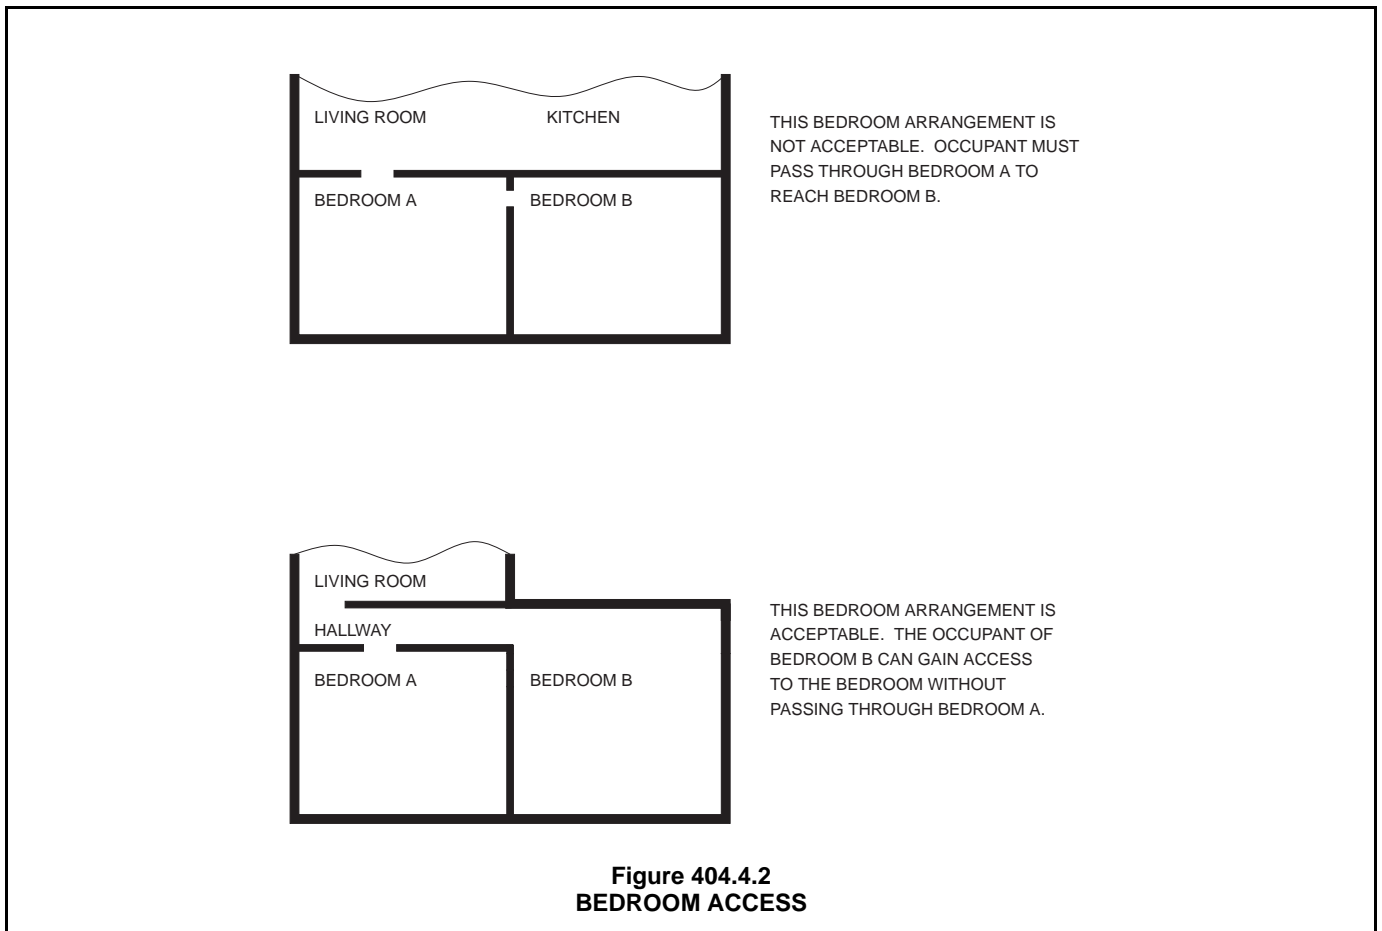 LIVING ROOM KITCHEN
BEDROOM A BEDROOM B
THIS BEDROOM ARRANGEMENT IS
NOT ACCEPTABLE. OCCUPANT MUST
PASS THROUGH BEDROOM A TO
REACH BEDROOM B.
LIVING ROOM
HALLWAY
BEDROOM A BEDROOM B
THIS BEDROOM ARRANGEMENT IS
ACCEPTABLE. THE OCCUPANT OF
BEDROOM B CAN GAIN ACCESS
TO THE BEDROOM WITHOUT
PASSING THROUGH BEDROOM A.
Figure 404.4.2
BEDROOM ACCESS